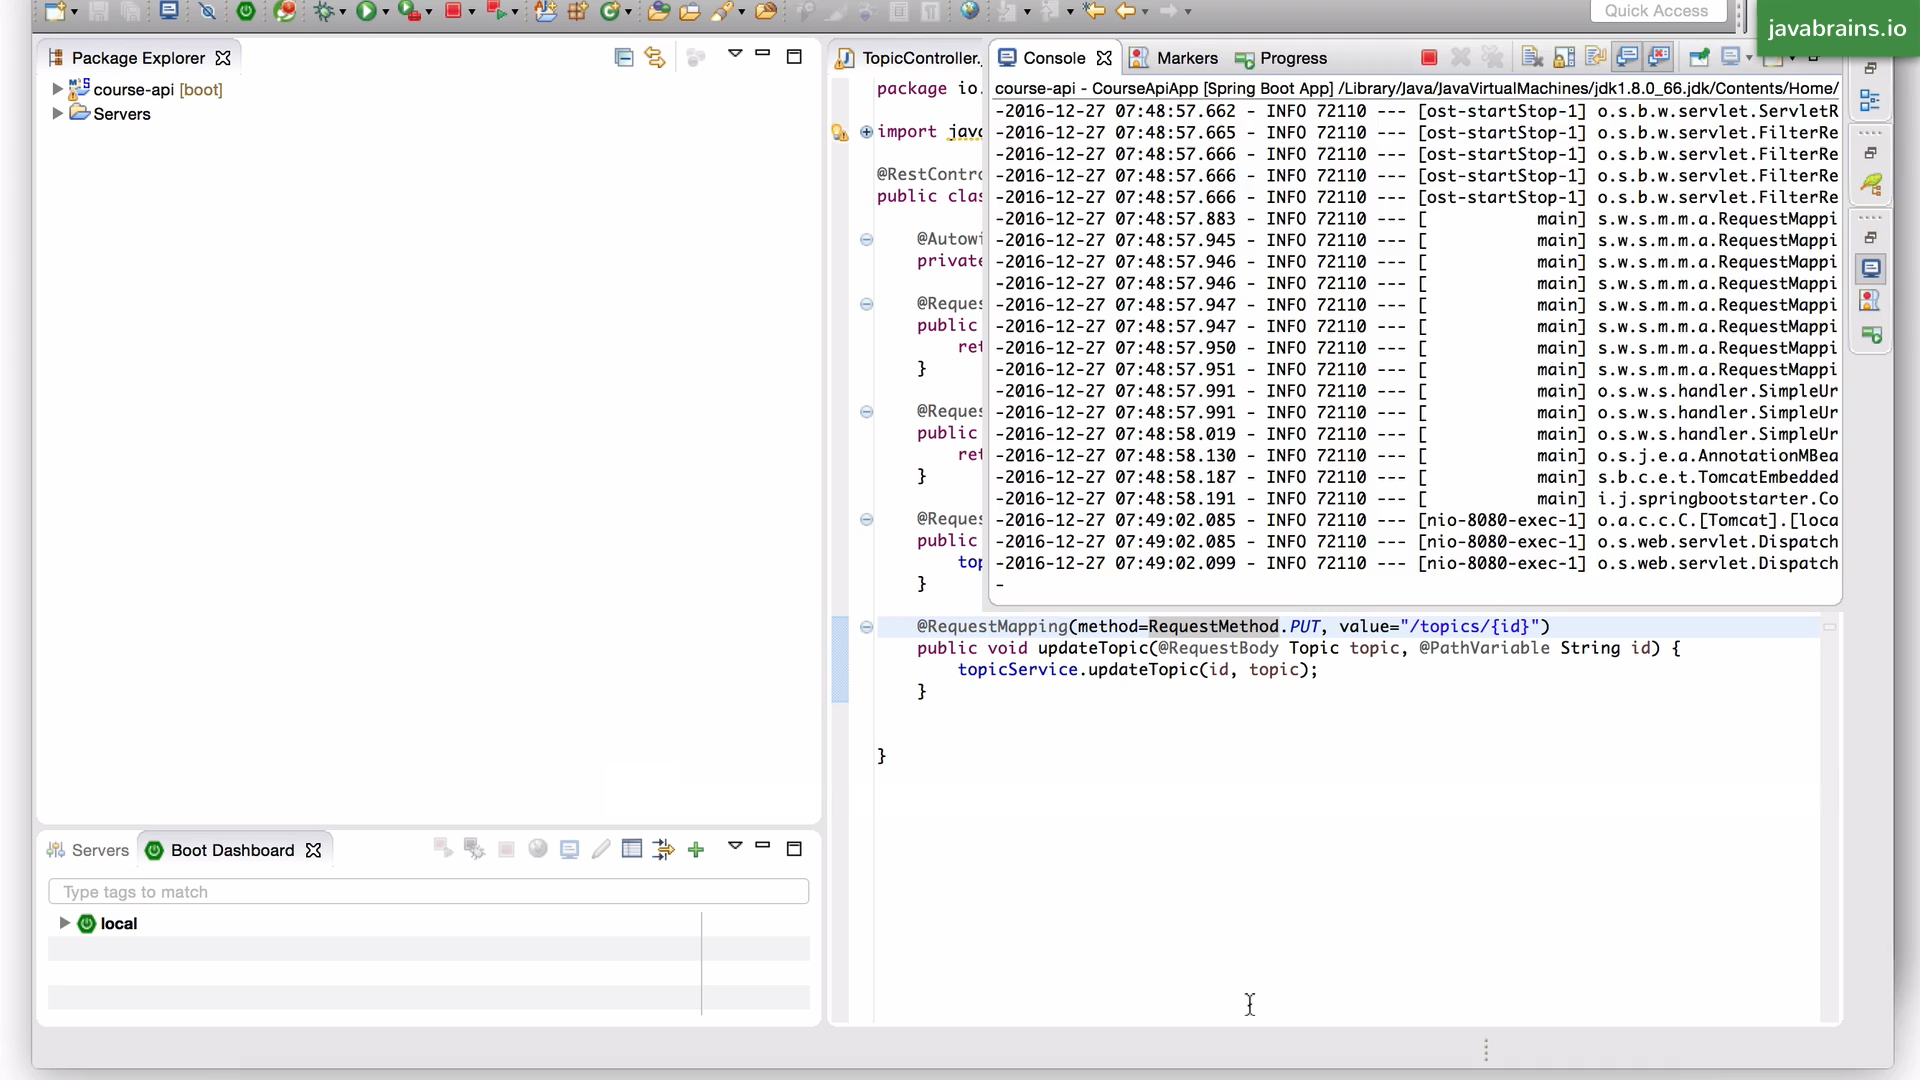 Quick Access
javabrains.io
Package Explorer
course-api [boot]
Servers
TopicController.
package io.
import java
@RestContro
public clas
@Autowi
private
@Reques
public
ret
}
@Reques
public
ret
}
@Reques
public
top
}
@RequestMapping(method=RequestMethod.PUT, value="/topics/{id}")
public void updateTopic(@RequestBody Topic topic, @PathVariable String id) {
topicService.updateTopic(id, topic);
}
}
Console
Markers
Progress
course-api - CourseApiApp [Spring Boot App] /Library/Java/JavaVirtualMachines/jdk1.8.0_66.jdk/Contents/Home/
-2016-12-27 07:48:57.662 - INFO 72110 --- [ost-startStop-1] o.s.b.w.servlet.ServletR
-2016-12-27 07:48:57.665 - INFO 72110 --- [ost-startStop-1] o.s.b.w.servlet.FilterRe
-2016-12-27 07:48:57.666 - INFO 72110 --- [ost-startStop-1] o.s.b.w.servlet.FilterRe
-2016-12-27 07:48:57.666 - INFO 72110 --- [ost-startStop-1] o.s.b.w.servlet.FilterRe
-2016-12-27 07:48:57.666 - INFO 72110 --- [ost-startStop-1] o.s.b.w.servlet.FilterRe
-2016-12-27 07:48:57.883 - INFO 72110 --- [           main] s.w.s.m.m.a.RequestMappi
-2016-12-27 07:48:57.945 - INFO 72110 --- [           main] s.w.s.m.m.a.RequestMappi
-2016-12-27 07:48:57.946 - INFO 72110 --- [           main] s.w.s.m.m.a.RequestMappi
-2016-12-27 07:48:57.946 - INFO 72110 --- [           main] s.w.s.m.m.a.RequestMappi
-2016-12-27 07:48:57.947 - INFO 72110 --- [           main] s.w.s.m.m.a.RequestMappi
-2016-12-27 07:48:57.947 - INFO 72110 --- [           main] s.w.s.m.m.a.RequestMappi
-2016-12-27 07:48:57.950 - INFO 72110 --- [           main] s.w.s.m.m.a.RequestMappi
-2016-12-27 07:48:57.951 - INFO 72110 --- [           main] s.w.s.m.m.a.RequestMappi
-2016-12-27 07:48:57.991 - INFO 72110 --- [           main] o.s.w.s.handler.SimpleUr
-2016-12-27 07:48:57.991 - INFO 72110 --- [           main] o.s.w.s.handler.SimpleUr
-2016-12-27 07:48:58.019 - INFO 72110 --- [           main] o.s.w.s.handler.SimpleUr
-2016-12-27 07:48:58.130 - INFO 72110 --- [           main] o.s.j.e.a.AnnotationMBea
-2016-12-27 07:48:58.187 - INFO 72110 --- [           main] s.b.c.e.t.TomcatEmbedded
-2016-12-27 07:48:58.191 - INFO 72110 --- [           main] i.j.springbootstarter.Co
-2016-12-27 07:49:02.085 - INFO 72110 --- [nio-8080-exec-1] o.a.c.c.C.[Tomcat].[loca
-2016-12-27 07:49:02.085 - INFO 72110 --- [nio-8080-exec-1] o.s.web.servlet.Dispatch
-2016-12-27 07:49:02.099 - INFO 72110 --- [nio-8080-exec-1] o.s.web.servlet.Dispatch
-
Servers
Boot Dashboard
Type tags to match
local